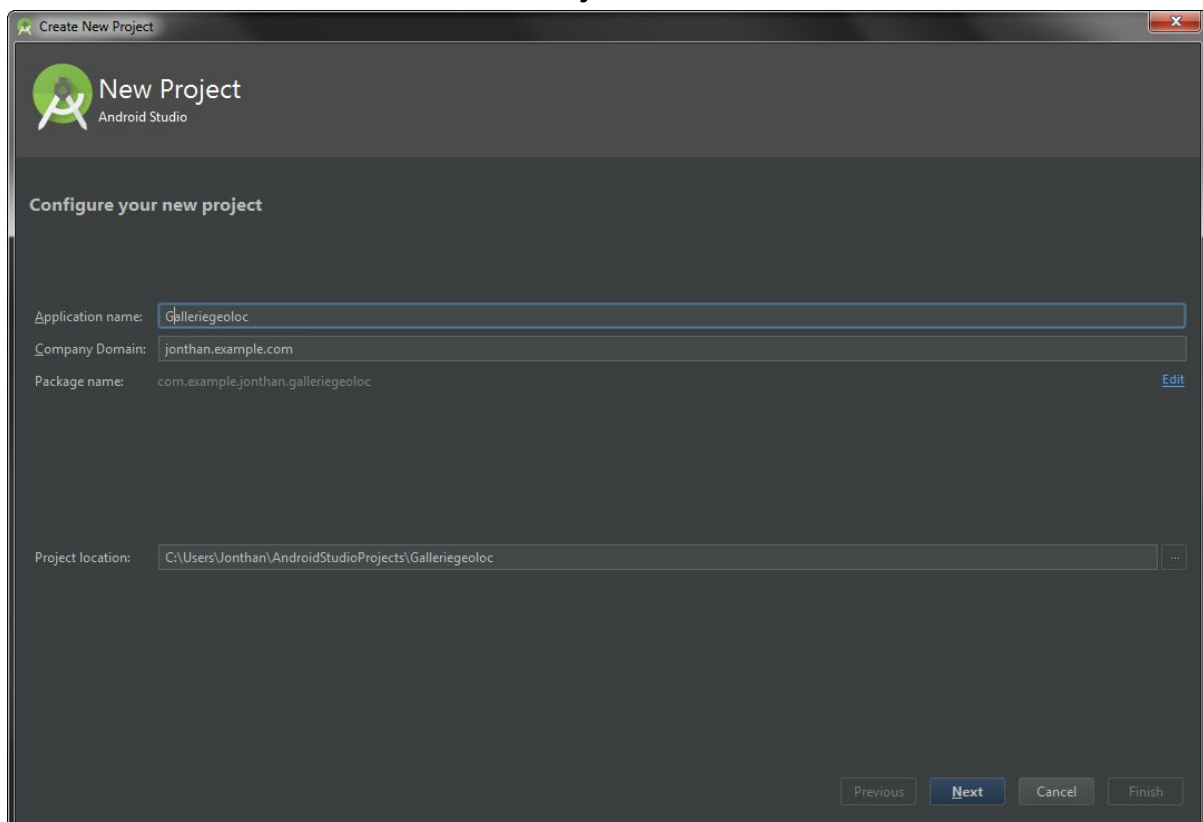 Create New Project
New Project
Android Studio
Configure your new project
Application name: Galleriegeoloc
Company Domain: jonthan.example.com
Package name: com.example.jonthan.galleriegeoloc Edit
Project location: C:\Users\Jonthan\AndroidStudioProjects\Galleriegeoloc ...
Previous Next Cancel Finish